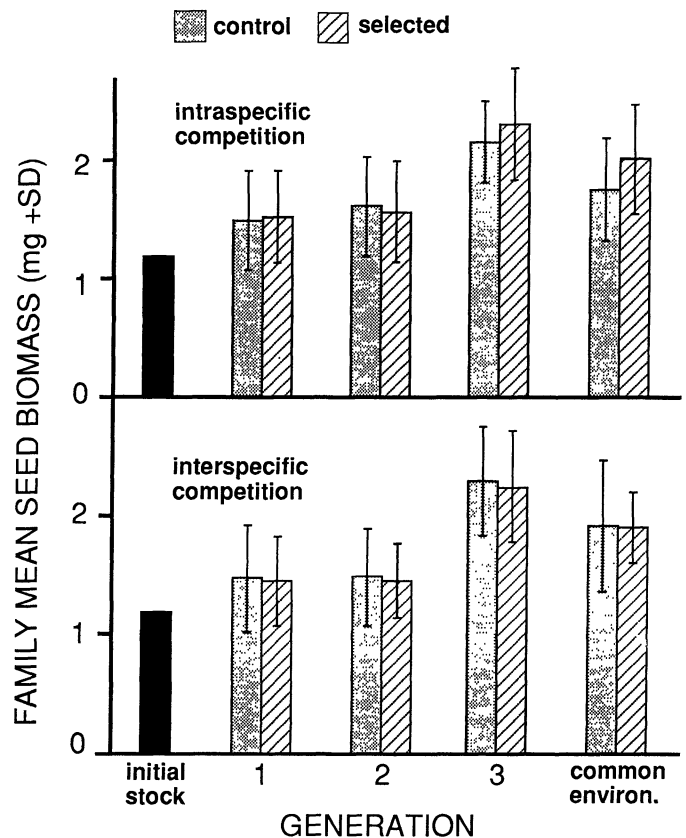 control selected
intraspecific
competition
2
1
0
FAMILY MEAN SEED BIOMASS (mg +SD)
interspecific
competition
2
1
0
initial
stock
1
2
3
common
environ.
GENERATION